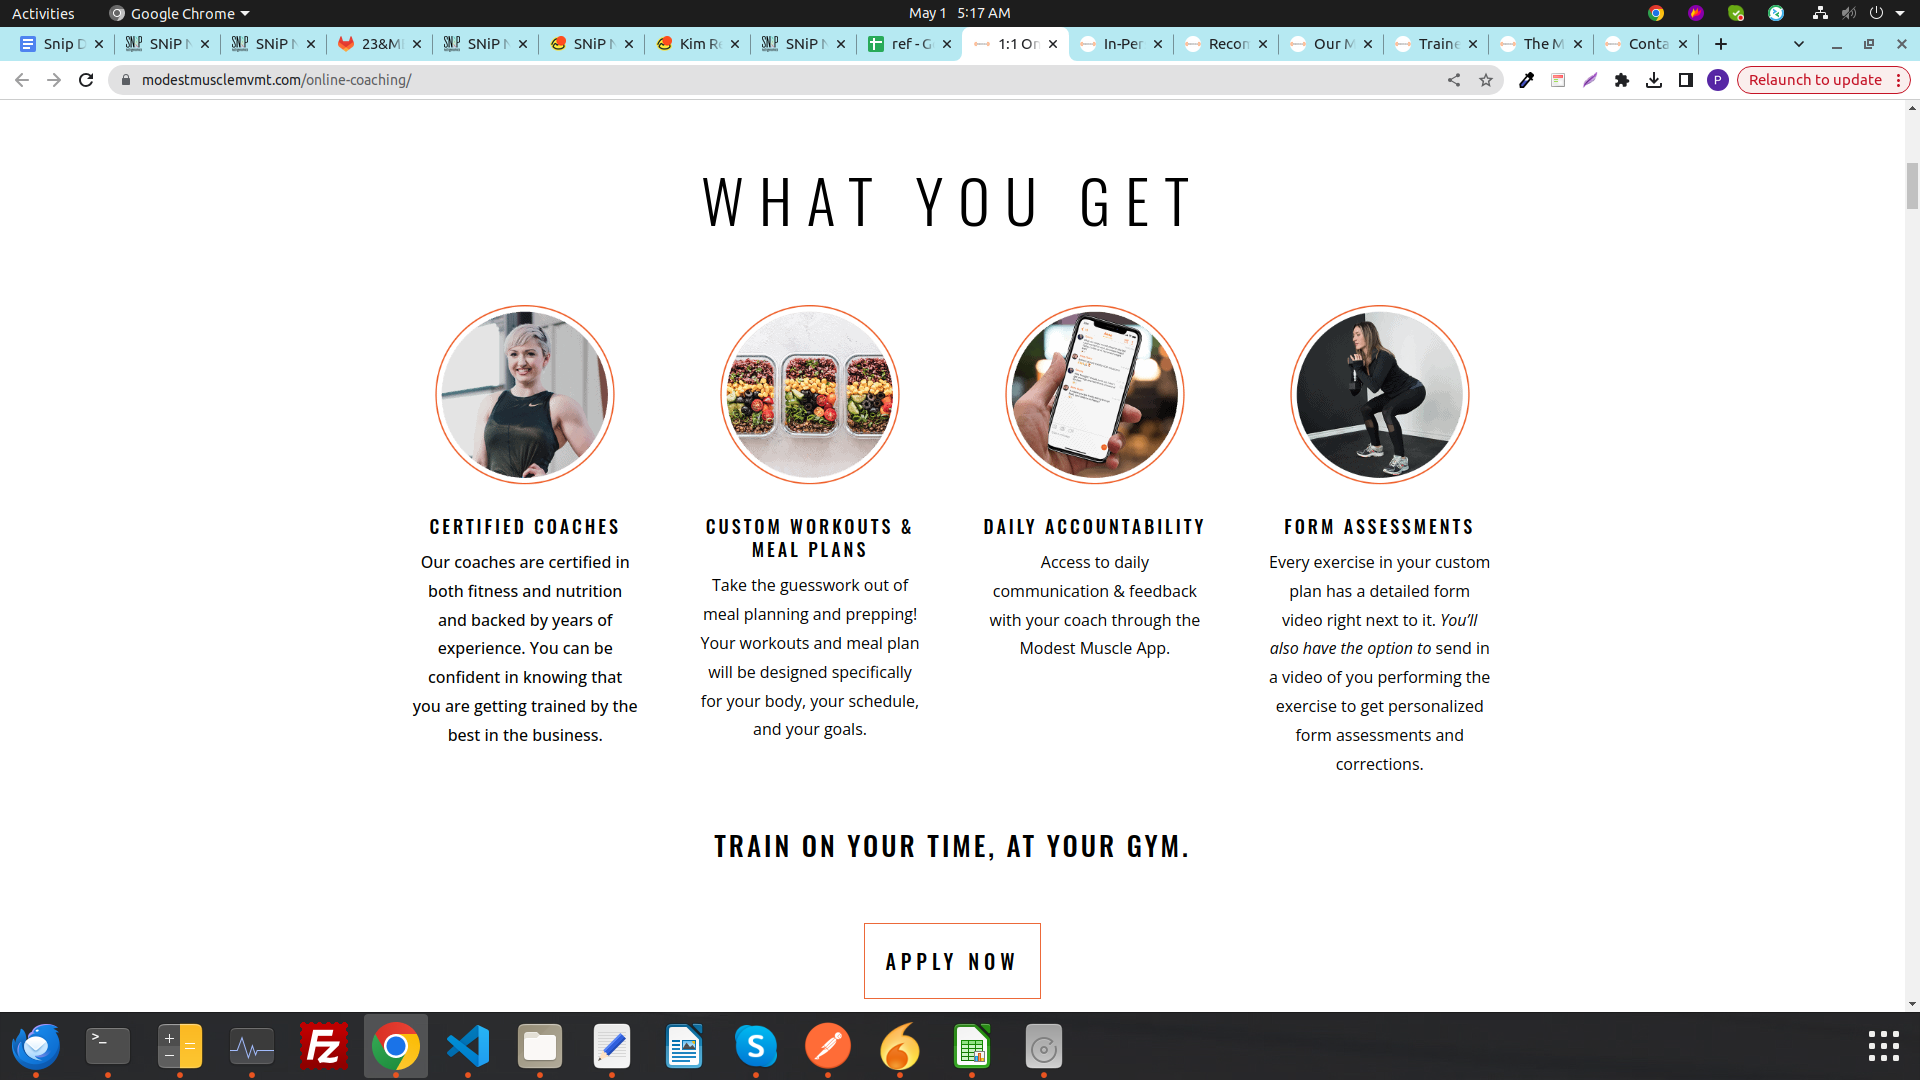 Activities
Google Chrome
May 1 5:17 AM
Snip D
SNiP N
SNiP N
23&M
SNiP N
SNiP N
Kim Re
SNiP N
ref - G
1:1 On
In-Per
Recon
Our M
Traine
The M
Conta
modestmusclemvmt.com/online-coaching/
P
Relaunch to update
WHAT YOU GET
CERTIFIED COACHES
Our coaches are certified in
both fitness and nutrition
and backed by years of
experience. You can be
confident in knowing that
you are getting trained by the
best in the business.
CUSTOM WORKOUTS &
MEAL PLANS
Take the guesswork out of
meal planning and prepping!
Your workouts and meal plan
will be designed specifically
for your body, your schedule,
and your goals.
DAILY ACCOUNTABILITY
Access to daily
communication & feedback
with your coach through the
Modest Muscle App.
FORM ASSESSMENTS
Every exercise in your custom
plan has a detailed form
video right next to it. You’ll
also have the option to send in
a video of you performing the
exercise to get personalized
form assessments and
corrections.
TRAIN ON YOUR TIME, AT YOUR GYM.
APPLY NOW